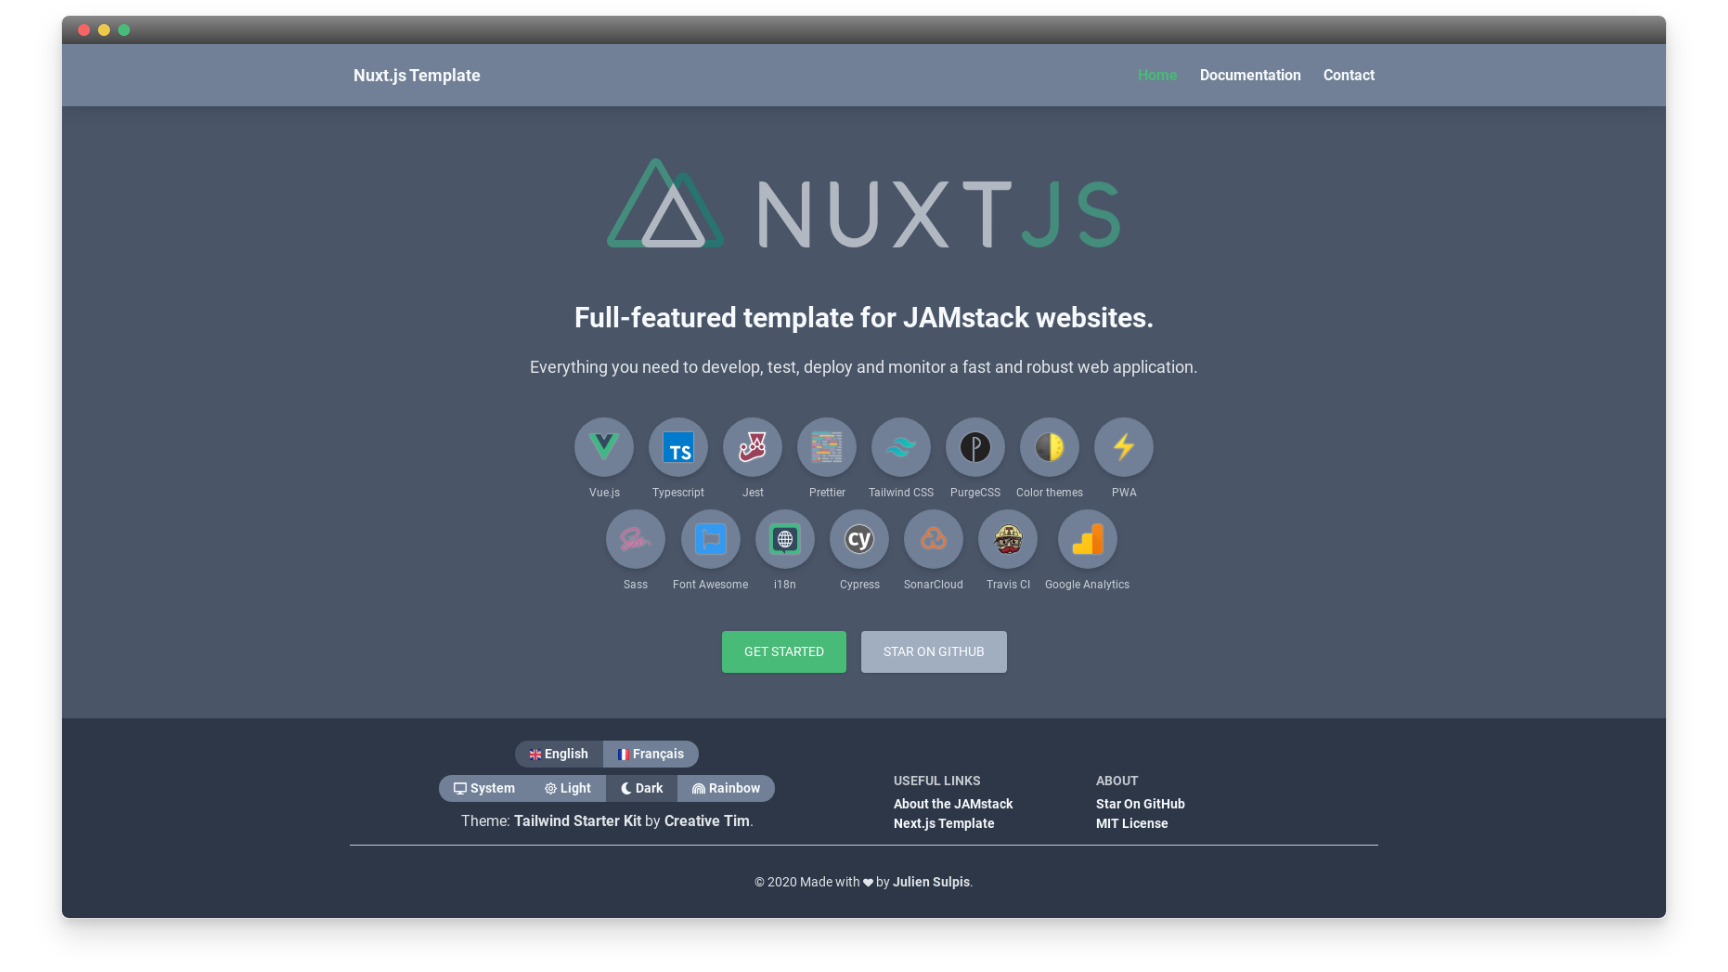 Nuxt.js Template
Home Documentation Contact
NUXTJS
Full-featured template for JAMstack websites.
Everything you need to develop, test, deploy and monitor a fast and robust web application.
TS
Vue.js Typescript Jest Prettier Tailwind CSS PurgeCSS Color themes PWA
cy
Sass Font Awesome i18n Cypress SonarCloud Travis CI Google Analytics
GET STARTED STAR ON GITHUB
English Français
System Light Dark Rainbow
Theme: Tailwind Starter Kit by Creative Tim.
USEFUL LINKS
About the JAMstack
Next.js Template
ABOUT
Star On GitHub
MIT License
© 2020 Made with ❤ by Julien Sulpis.